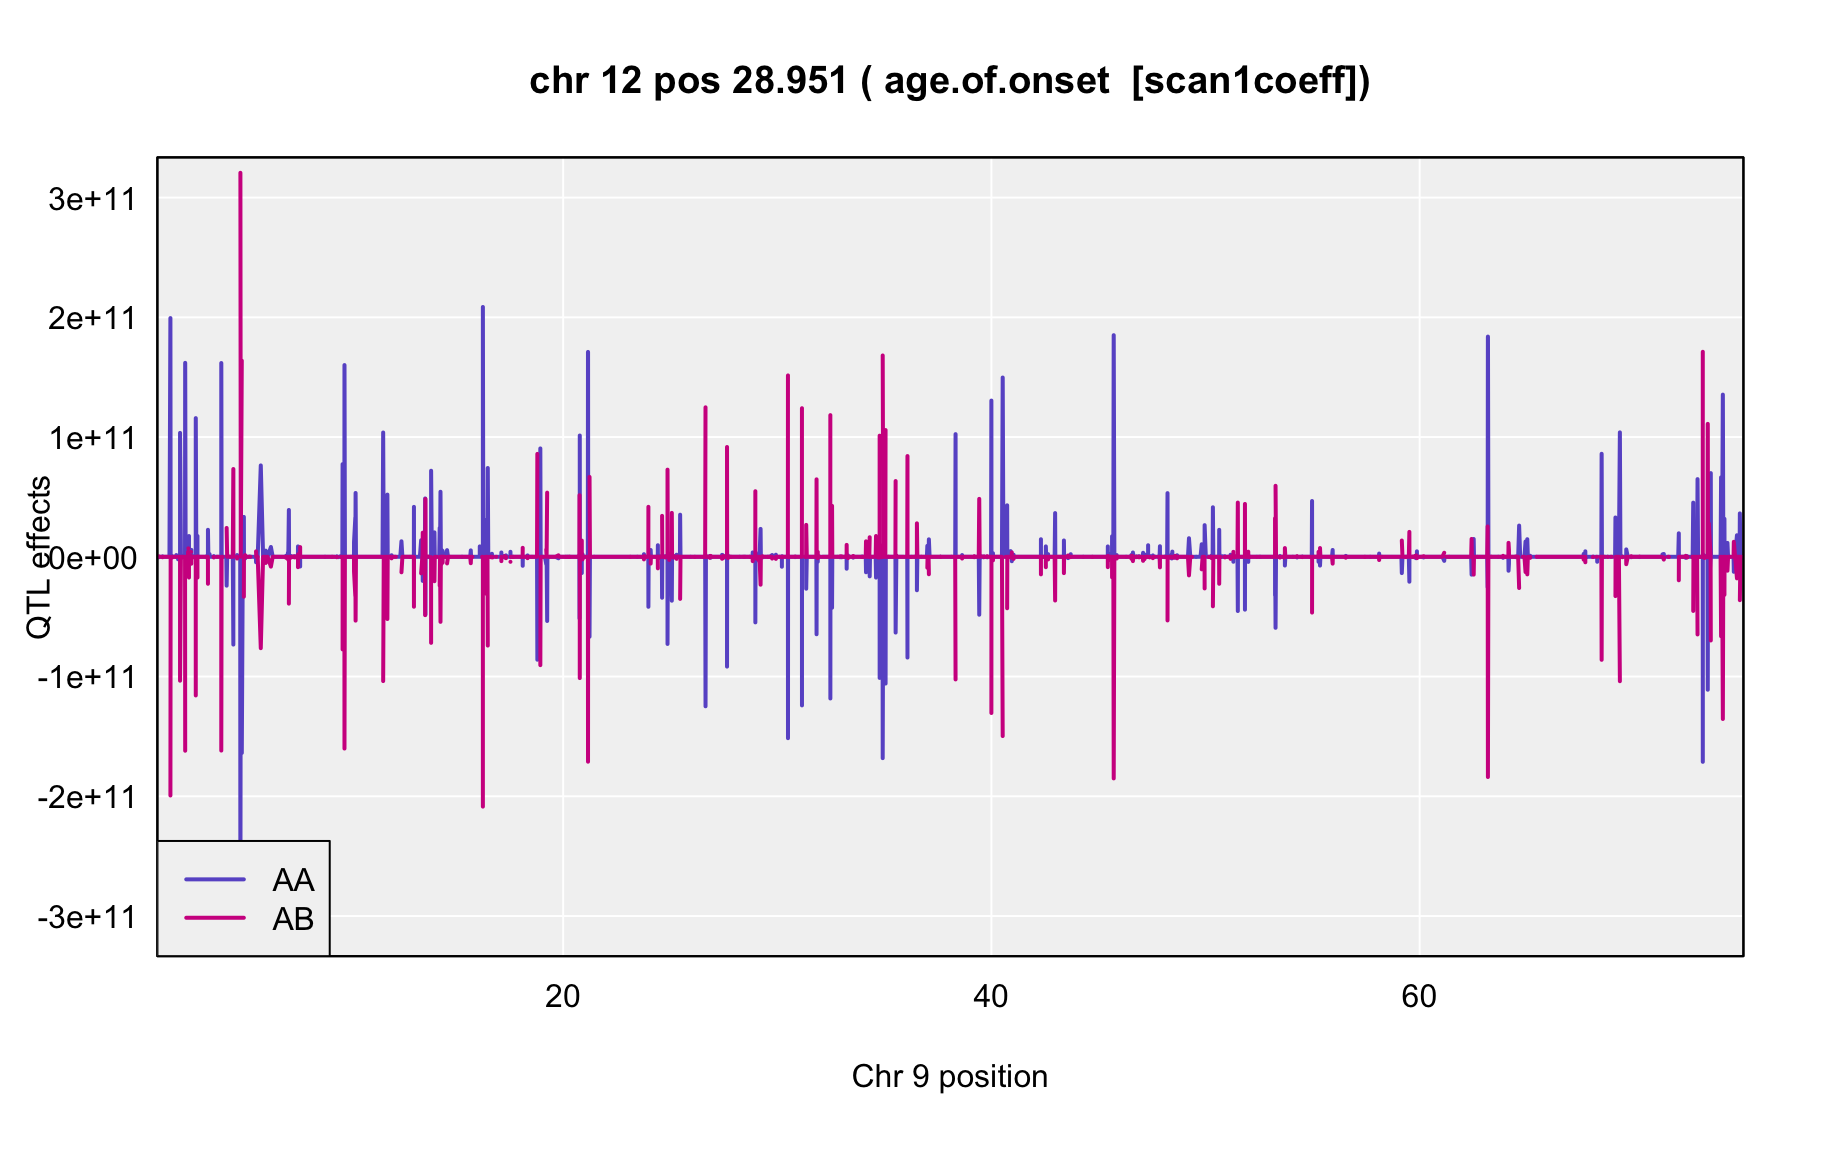 chr 12 pos 28.951 ( age.of.onset  [scan1coeff])
QTL effects
3e+11
2e+11
1e+11
0e+00
-1e+11
-2e+11
-3e+11
AA
AB
20
40
60
Chr 9 position